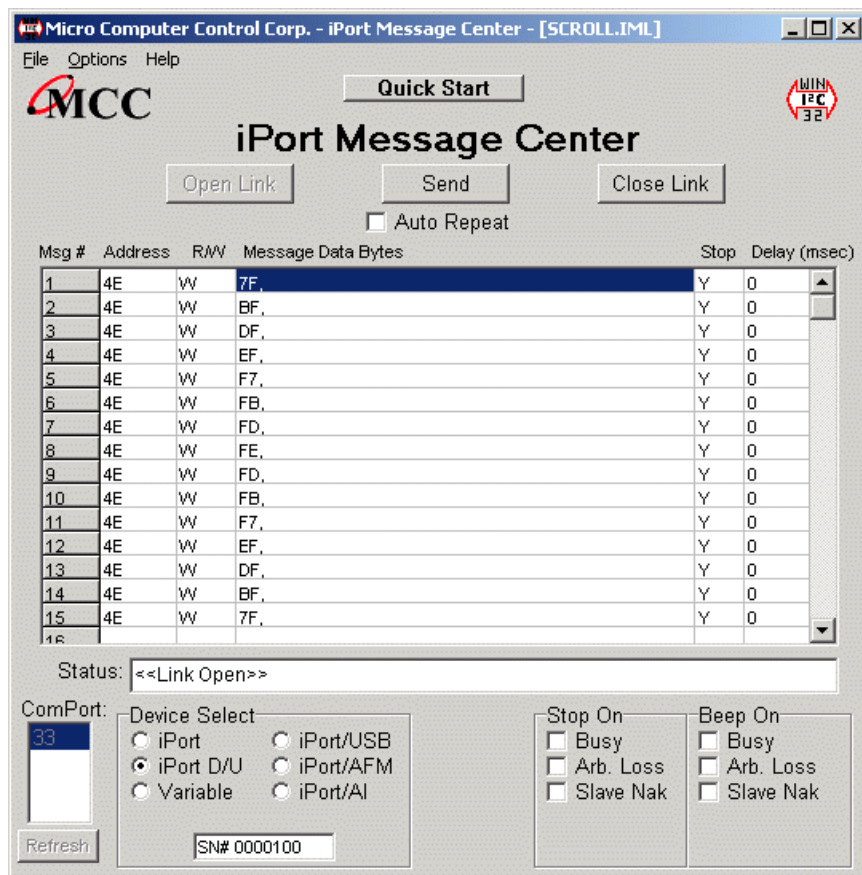 Micro Computer Control Corp. - iPort Message Center - [SCROLL.IML]
File Options Help
MCC
Quick Start
WIN
I²C
32
iPort Message Center
Open Link Send Close Link
Auto Repeat
Msg # Address R/W Message Data Bytes Stop Delay (msec)
1 4E W 7F, Y 0
2 4E W BF, Y 0
3 4E W DF, Y 0
4 4E W EF, Y 0
5 4E W F7, Y 0
6 4E W FB, Y 0
7 4E W FD, Y 0
8 4E W FE, Y 0
9 4E W FD, Y 0
10 4E W FB, Y 0
11 4E W F7, Y 0
12 4E W EF, Y 0
13 4E W DF, Y 0
14 4E W BF, Y 0
15 4E W 7F, Y 0
16
Status: <<Link Open>>
ComPort: Device Select Stop On Beep On
33 iPort iPort/USB Busy Busy
iPort D/U iPort/AFM Arb. Loss Arb. Loss
Variable iPort/AI Slave Nak Slave Nak
Refresh SN# 0000100